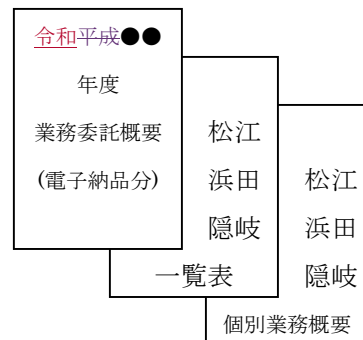 令和平成●●
年度
業務委託概要
(電子納品分)
松江
浜田
隠岐
一覧表
松江
浜田
隠岐
個別業務概要